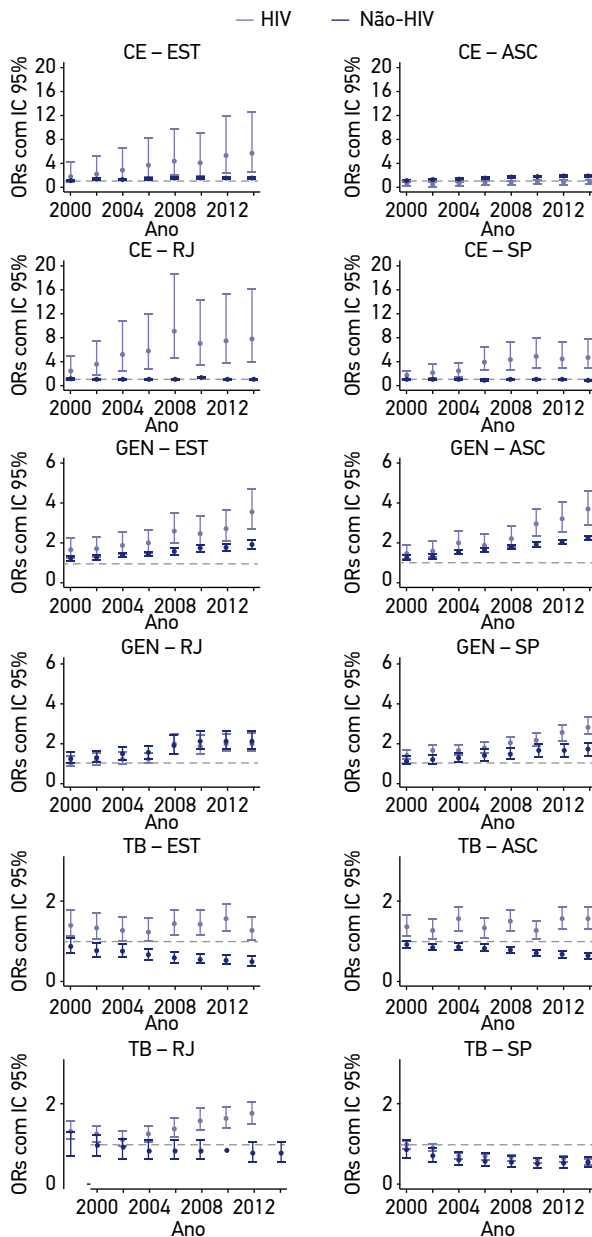 HIV Não-HIV
CE – EST CE – ASC
ORs com IC 95% ORs com IC 95%
20 20
16 16
12 12
8 8
4 4
0 0
2000 2004 2008 2012 2000 2004 2008 2012
Ano Ano
CE – RJ CE – SP
ORs com IC 95% ORs com IC 95%
20 20
16 16
12 12
8 8
4 4
0 0
2000 2004 2008 2012 2000 2004 2008 2012
Ano Ano
GEN – EST GEN – ASC
ORs com IC 95% ORs com IC 95%
6 6
4 4
2 2
0 0
2000 2004 2008 2012 2000 2004 2008 2012
Ano Ano
GEN – RJ GEN – SP
ORs com IC 95% ORs com IC 95%
6 6
4 4
2 2
0 0
2000 2004 2008 2012 2000 2004 2008 2012
Ano Ano
TB – EST TB – ASC
ORs com IC 95% ORs com IC 95%
2 2
0 0
2000 2004 2008 2012 2000 2004 2008 2012
Ano Ano
TB – RJ TB – SP
ORs com IC 95% ORs com IC 95%
2 2
0 0
2000 2004 2008 2012 2000 2004 2008 2012
Ano Ano